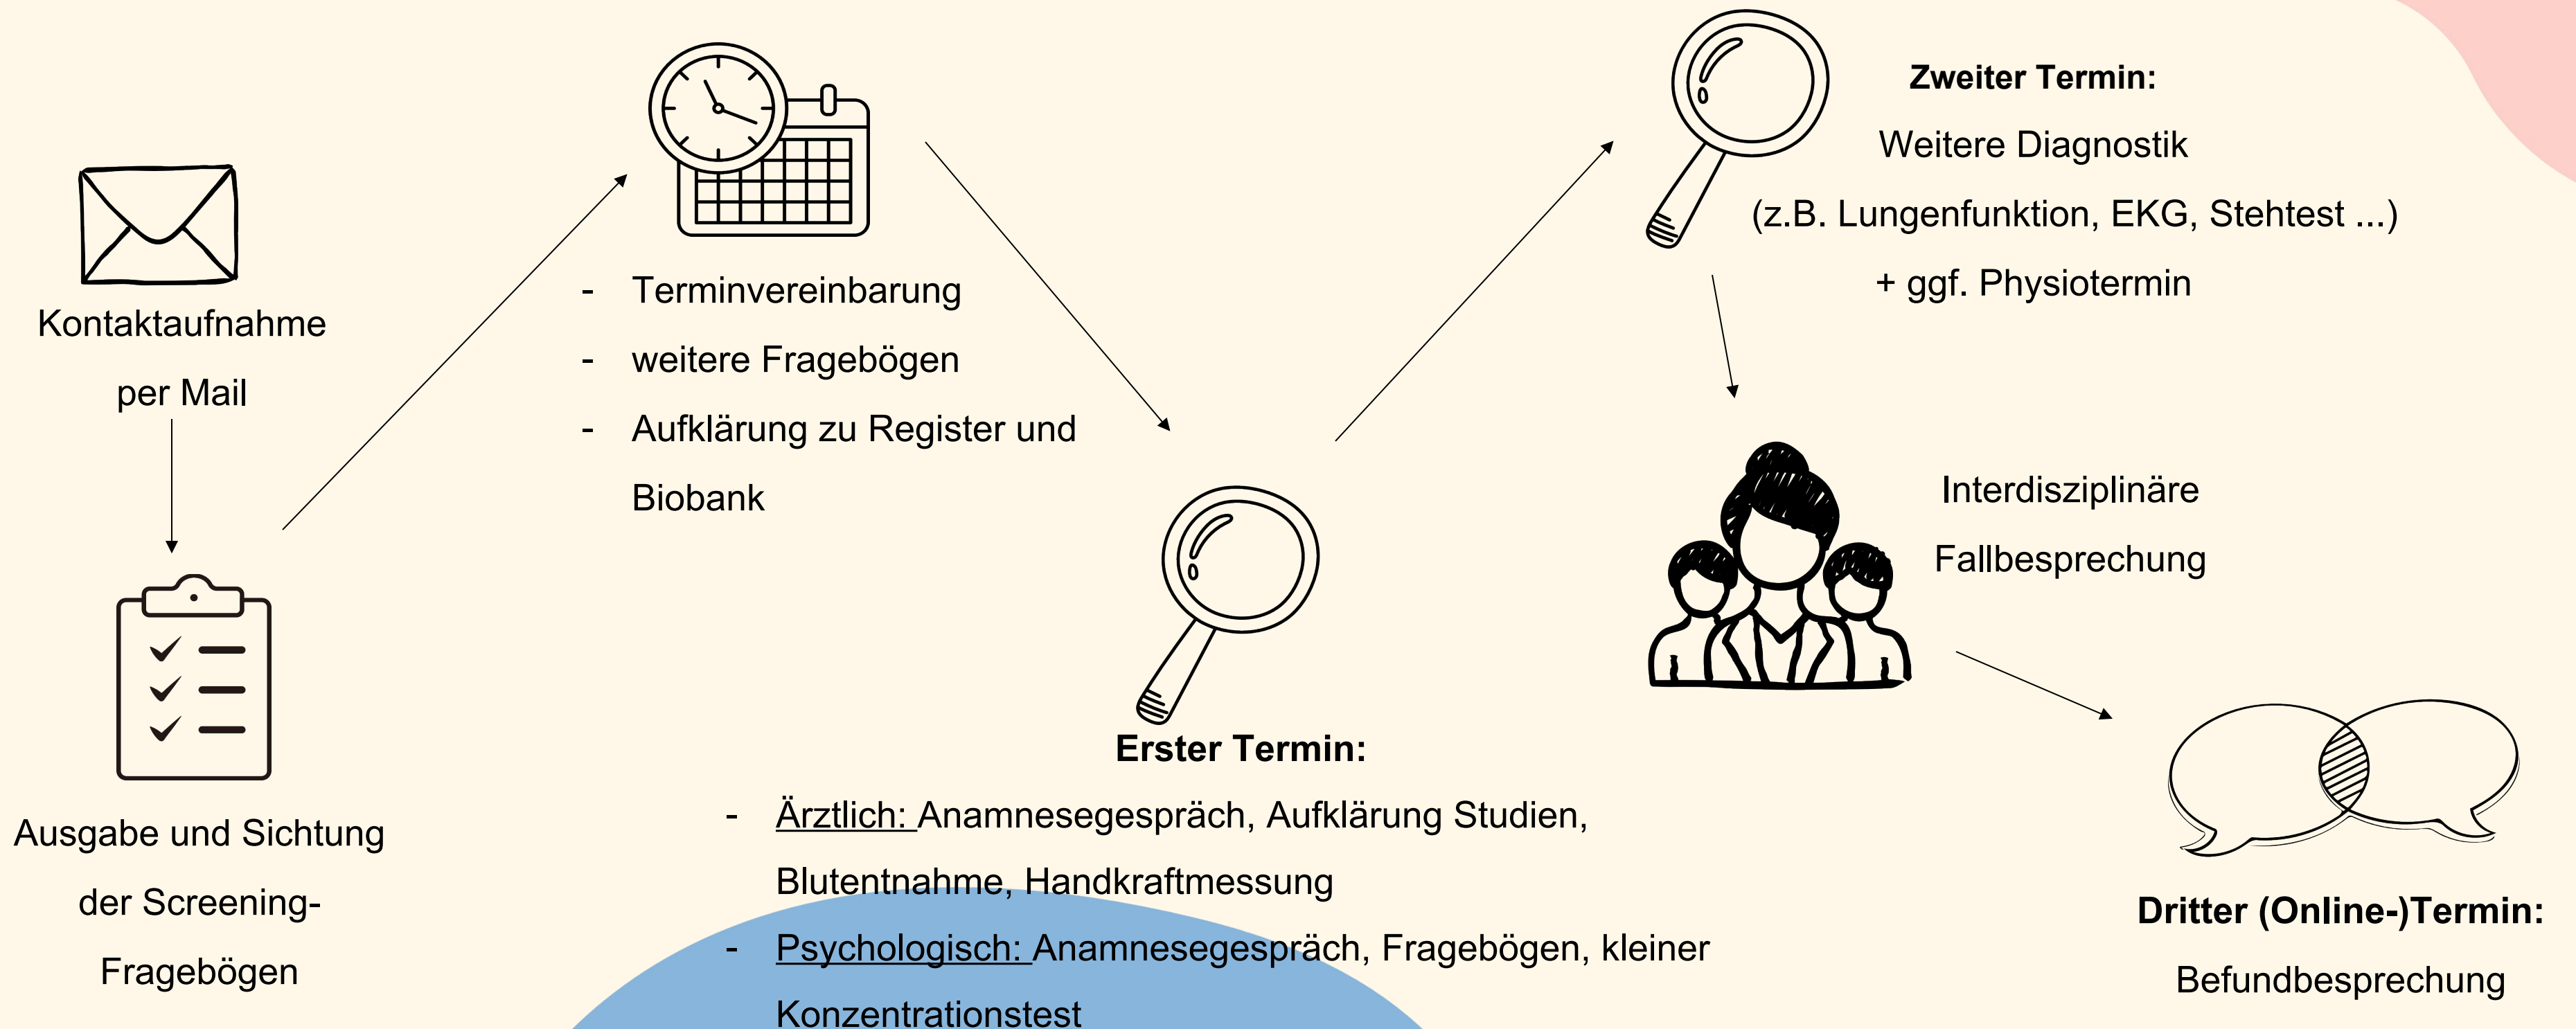 Kontaktaufnahme
per Mail
Ausgabe und Sichtung
der Screening-
Fragebögen
- Terminvereinbarung
- weitere Fragebögen
- Aufklärung zu Register und
Biobank
Erster Termin:
- Ärztlich: Anamnesegespräch, Aufklärung Studien,
Blutentnahme, Handkraftmessung
- Psychologisch: Anamnesegespräch, Fragebögen, kleiner
Konzentrationstest
Zweiter Termin:
Weitere Diagnostik
(z.B. Lungenfunktion, EKG, Stehtest ...)
+ ggf. Physiotermin
Interdisziplinäre
Fallbesprechung
Dritter (Online-)Termin:
Befundbesprechung